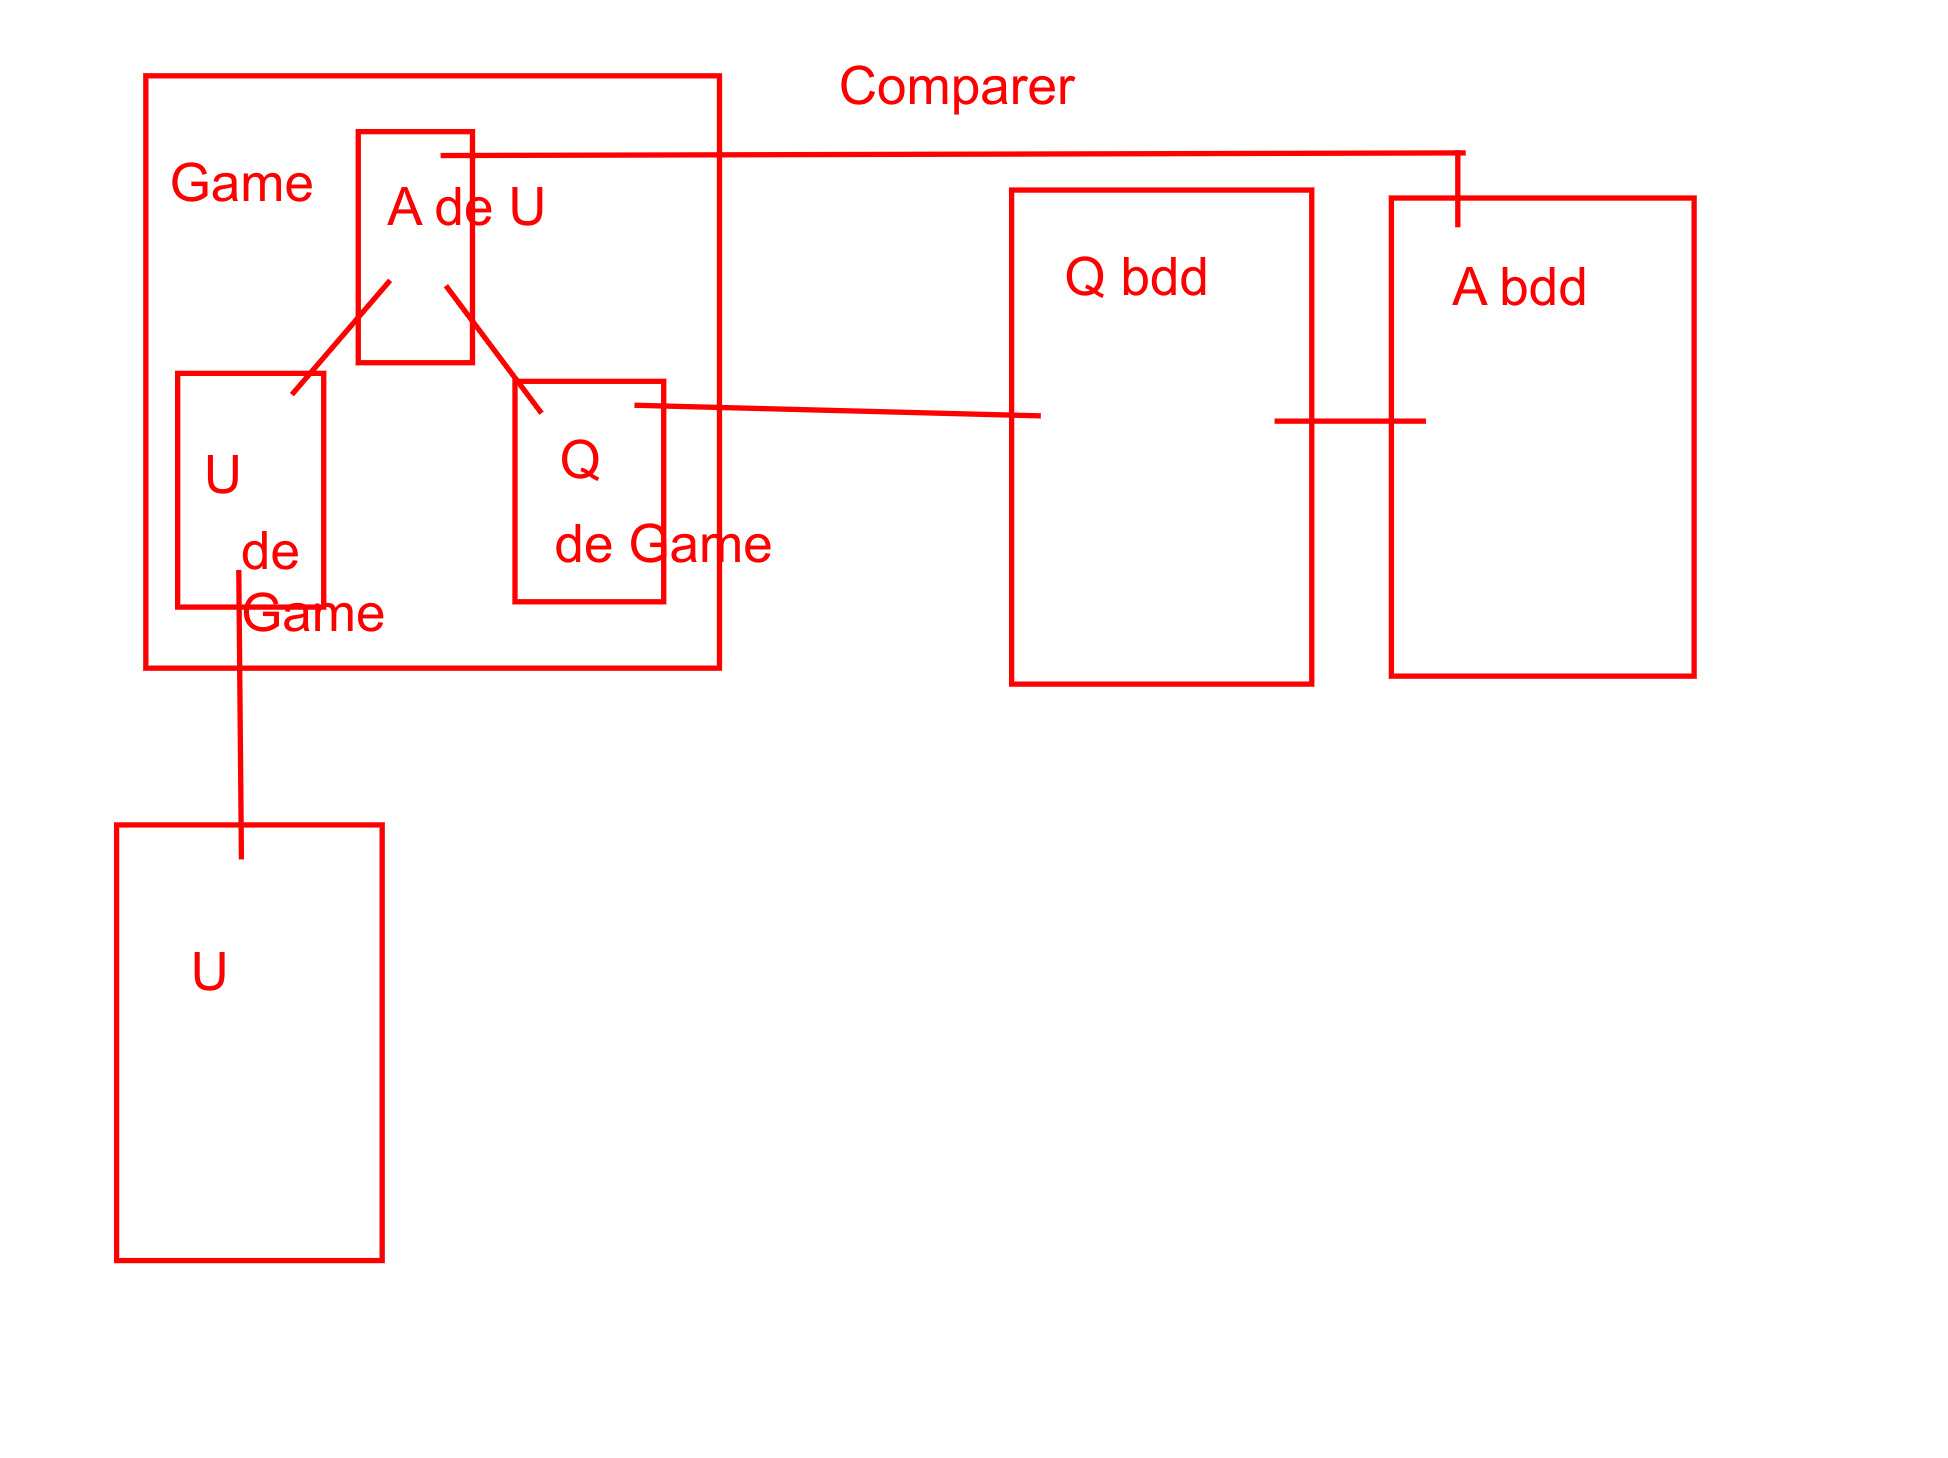 Comparer
Game
A de U
Q bdd
A bdd
U
de
Game
Q
de Game
U